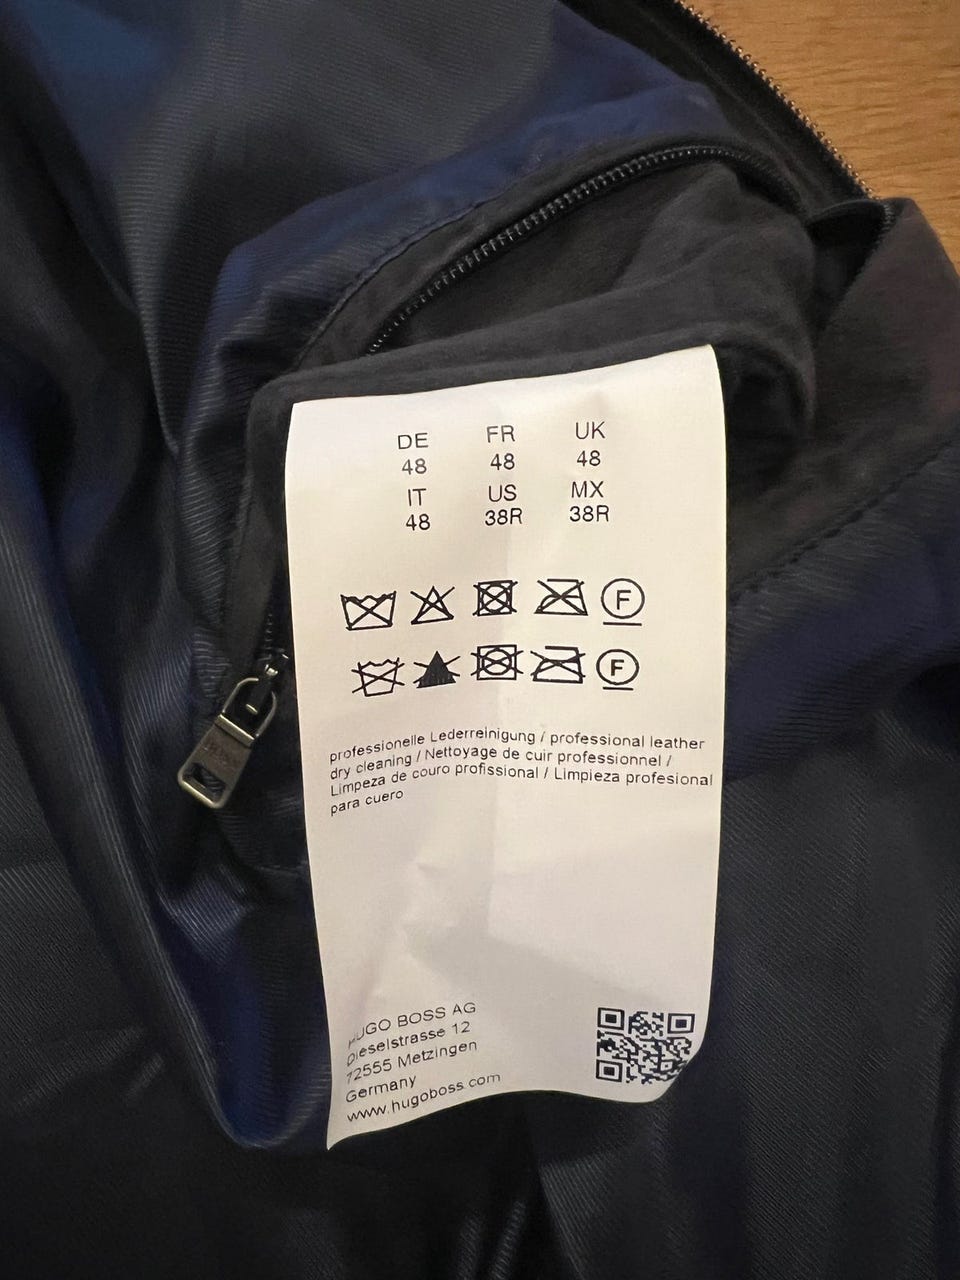 DE FR UK
48 48 48
IT US MX
48 38R 38R
F
F
professionelle Lederreinigung / professional leather
dry cleaning / Nettoyage de cuir professionnel /
Limpeza de couro profissional / Limpieza profesional
para cuero
HUGO BOSS AG
Dieselstrasse 12
72555 Metzingen
Germany
www.hugoboss.com